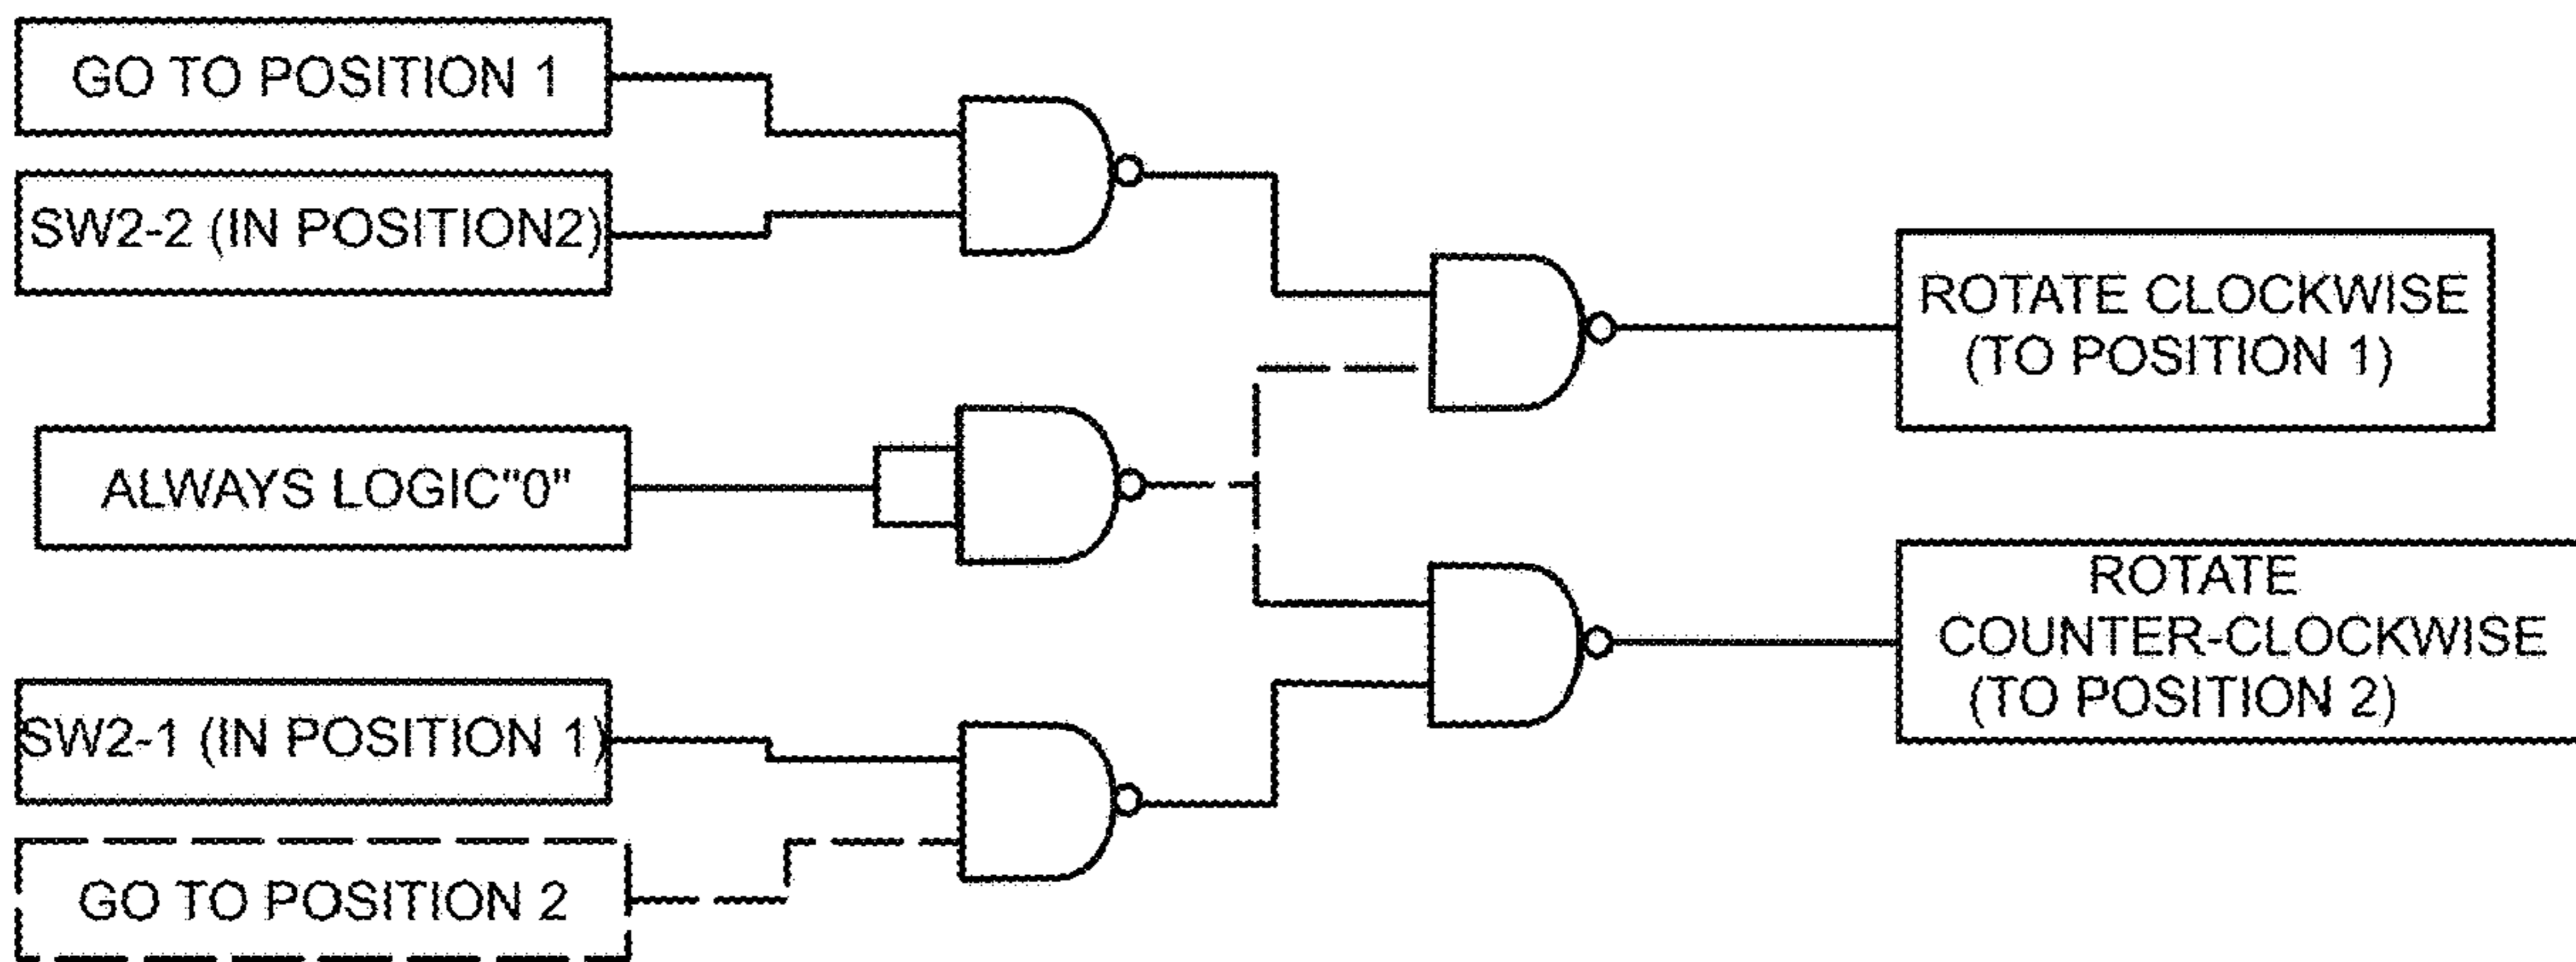 GO TO POSITION 1
SW2-2 (IN POSITION2)
ROTATE CLOCKWISE
(TO POSITION 1)
ALWAYS LOGIC"0"
ROTATE
COUNTER-CLOCKWISE
(TO POSITION 2)
SW2-1 (IN POSITION 1)
GO TO POSITION 2